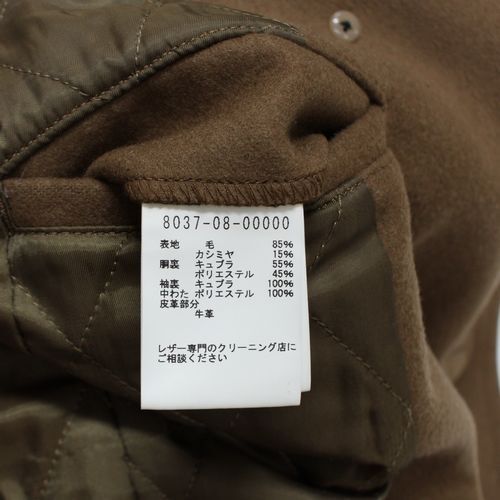 8037-08-00000
表地 毛 85%
カシミヤ 15%
胴裏 キュプラ 55%
ポリエステル 45%
袖裏 キュプラ 100%
中わた ポリエステル 100%
皮革部分
牛革
レザー専門のクリーニング店に
ご相談ください